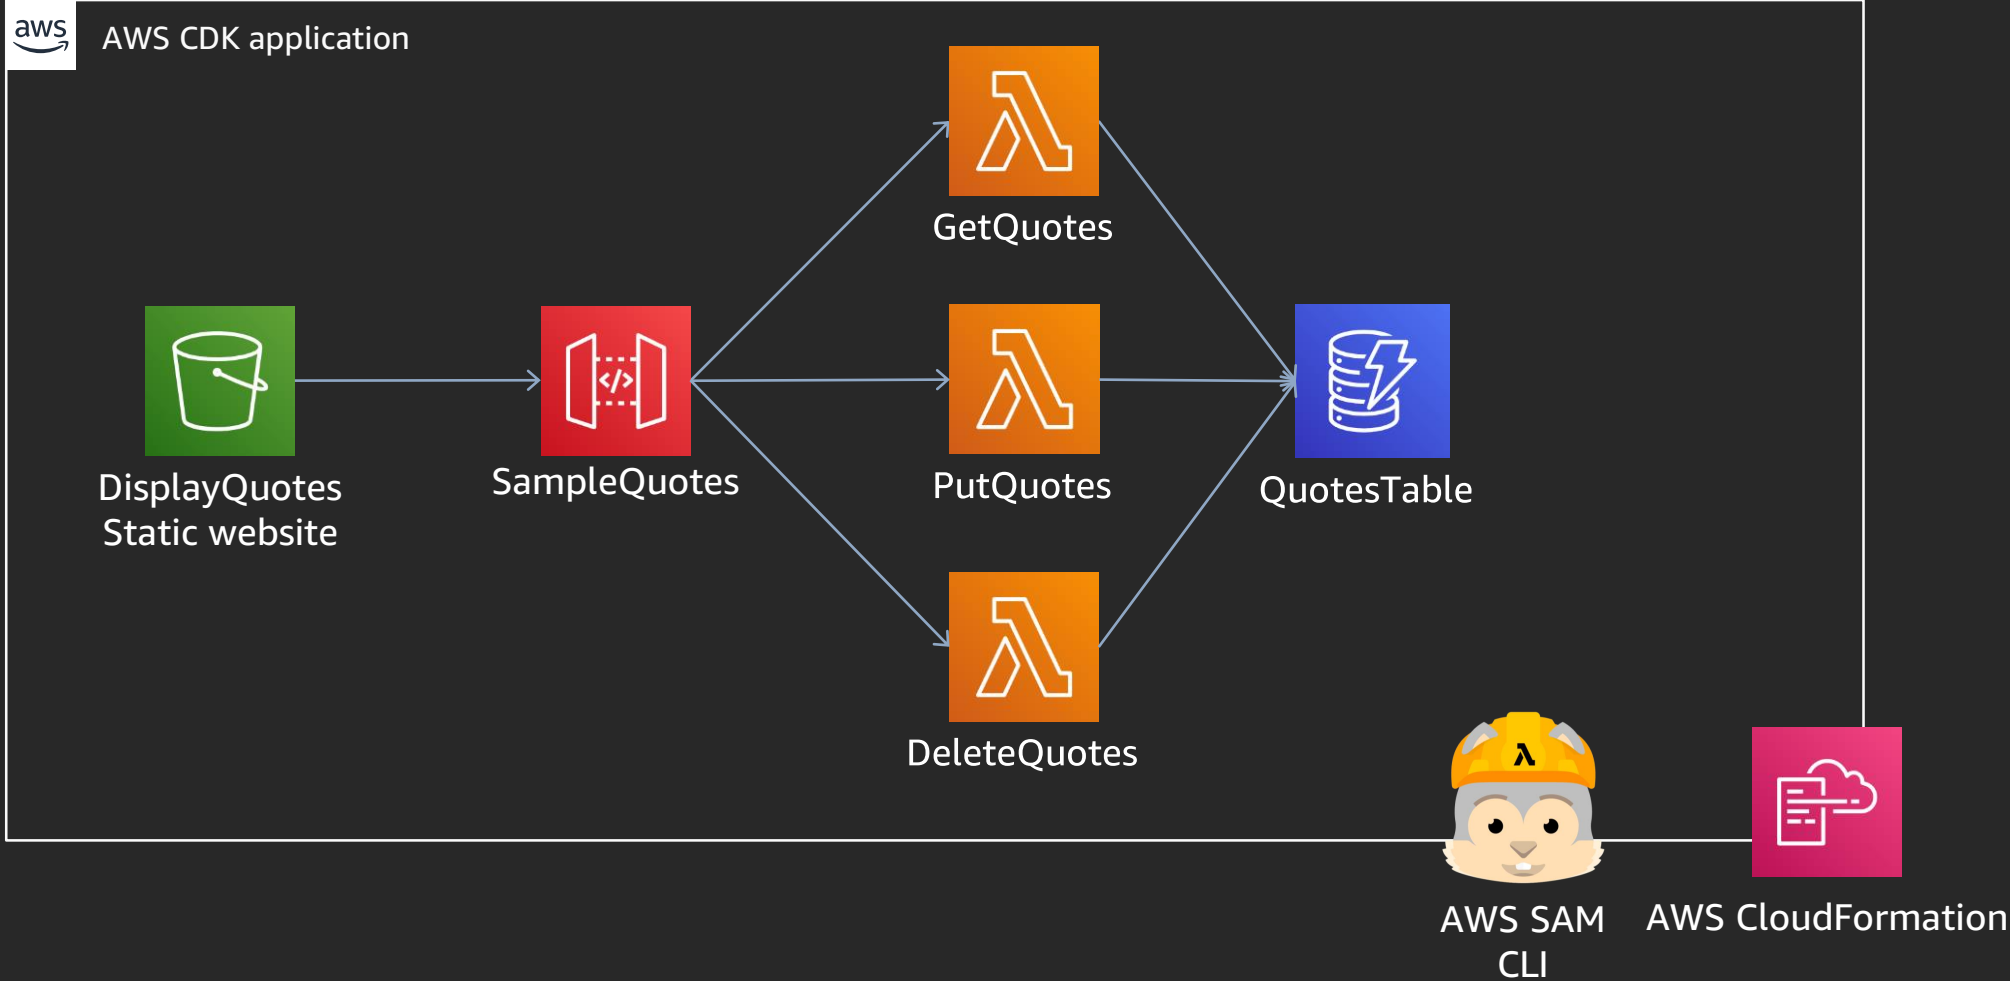 aws
AWS CDK application
GetQuotes
</>
DisplayQuotes
Static website
SampleQuotes
PutQuotes
QuotesTable
DeleteQuotes
λ
AWS SAM
CLI
AWS CloudFormation